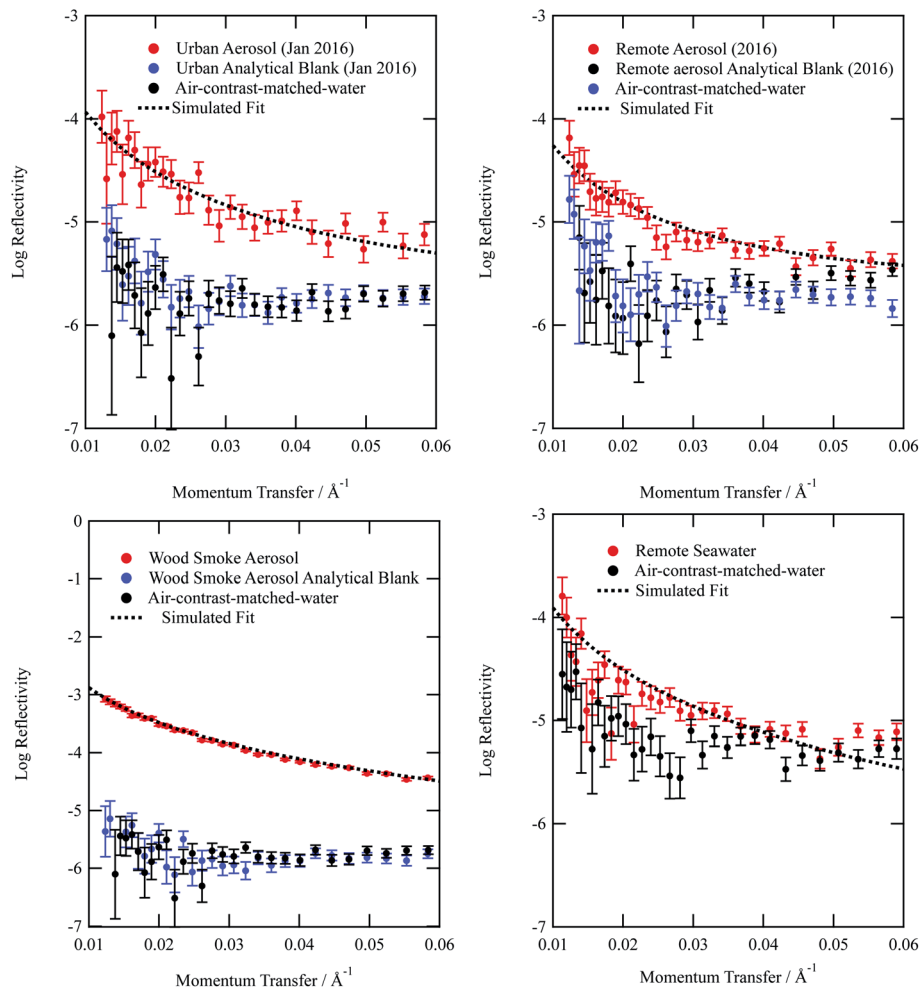 -3
-4
-5
-6
-7
Log Reflectivity
Urban Aerosol (Jan 2016)
Urban Analytical Blank (Jan 2016)
Air-contrast-matched-water
Simulated Fit
0.01
0.02
0.03
0.04
0.05
0.06
Momentum Transfer / Å-1
-3
-4
-5
-6
-7
Log Reflectivity
Remote Aerosol (2016)
Remote aerosol Analytical Blank (2016)
Air-contrast-matched-water
Simulated Fit
0.01
0.02
0.03
0.04
0.05
0.06
Momentum Transfer / Å-1
0
-1
-2
-3
-4
-5
-6
-7
Log Reflectivity
Wood Smoke Aerosol
Wood Smoke Aerosol Analytical Blank
Air-contrast-matched-water
Simulated Fit
0.01
0.02
0.03
0.04
0.05
0.06
Momentum Transfer / Å-1
-3
-4
-5
-6
-7
Log Reflectivity
Remote Seawater
Air-contrast-matched-water
Simulated Fit
0.01
0.02
0.03
0.04
0.05
0.06
Momentum Transfer / Å-1